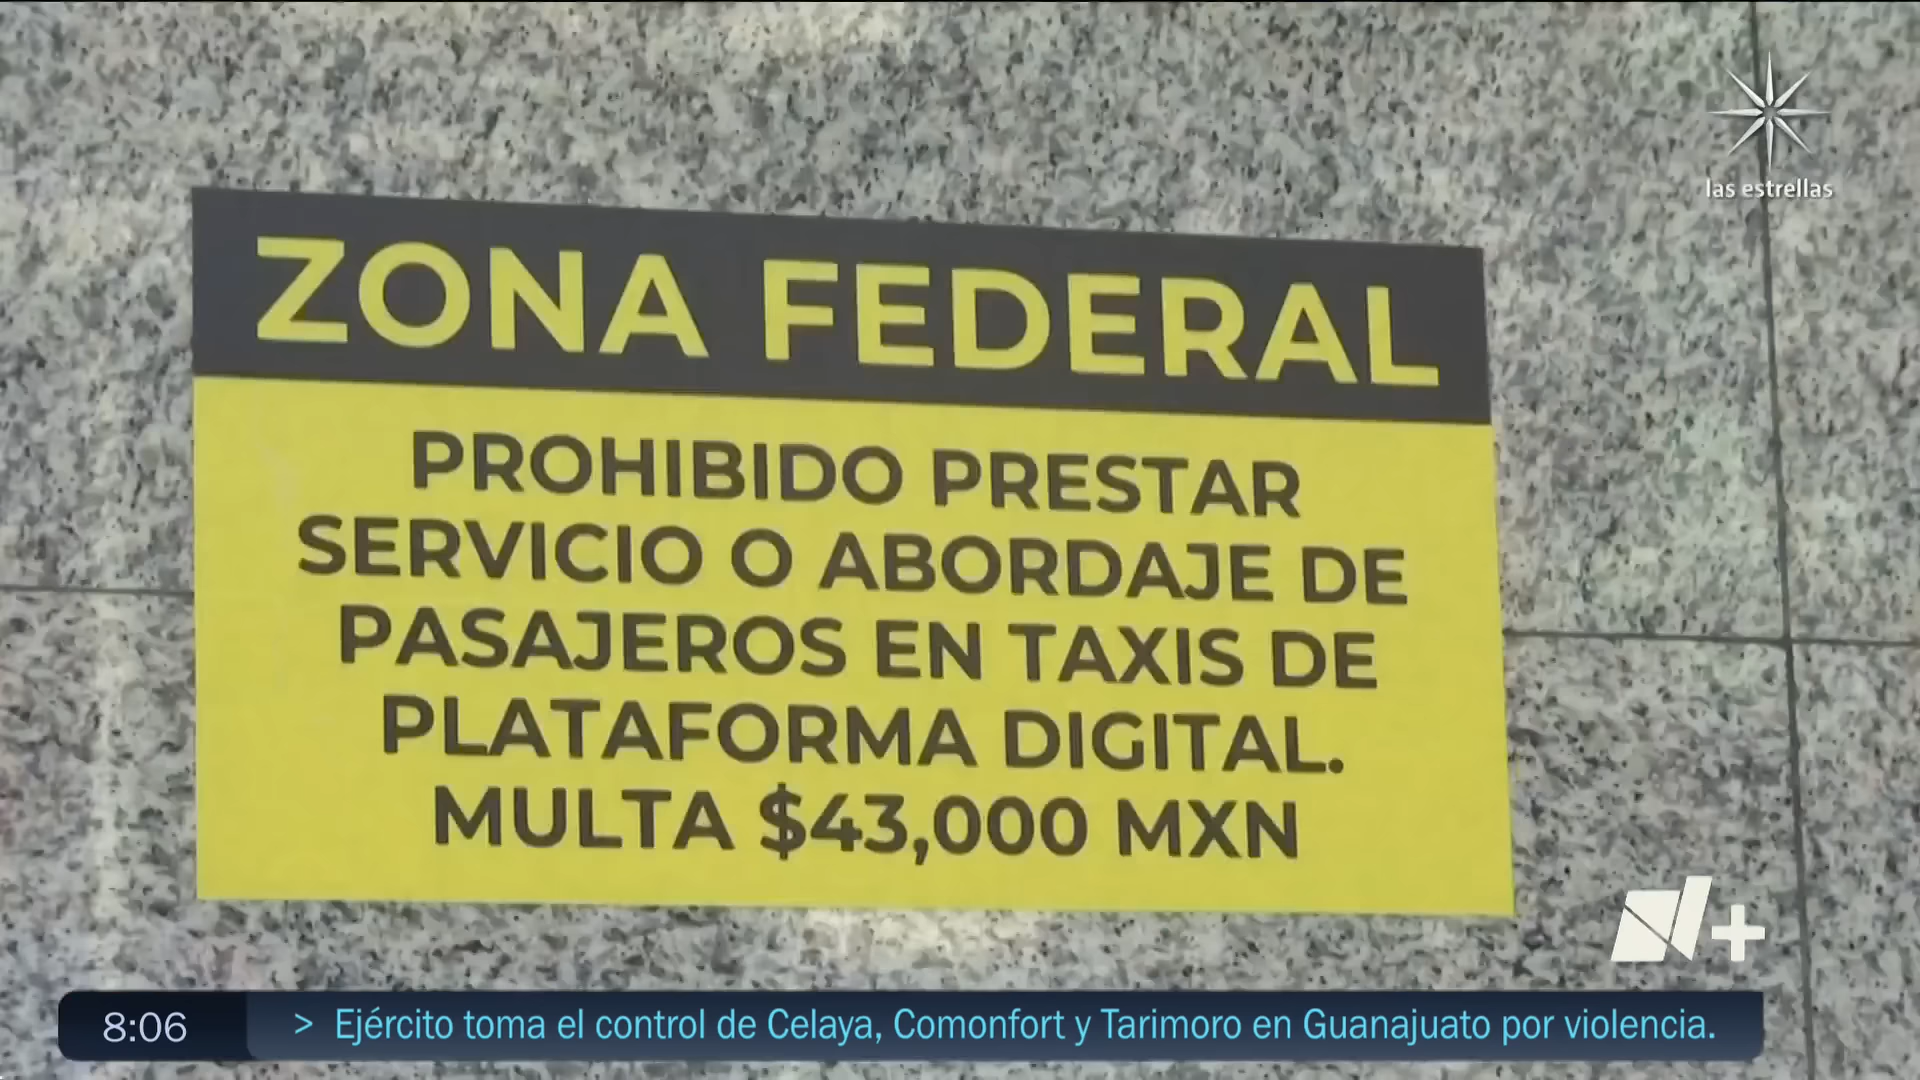 las estrellas
ZONA FEDERAL
PROHIBIDO PRESTAR
SERVICIO O ABORDAJE DE
PASAJEROS EN TAXIS DE
PLATAFORMA DIGITAL.
MULTA $43,000 MXN
N+
8:06
> Ejército toma el control de Celaya, Comonfort y Tarimoro en Guanajuato por violencia.